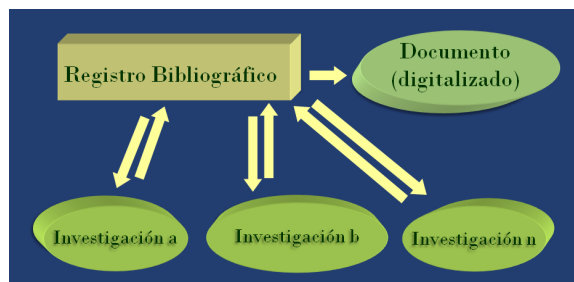 Registro Bibliográfico
Documento
(digitalizado)
Investigación a
Investigación b
Investigación n